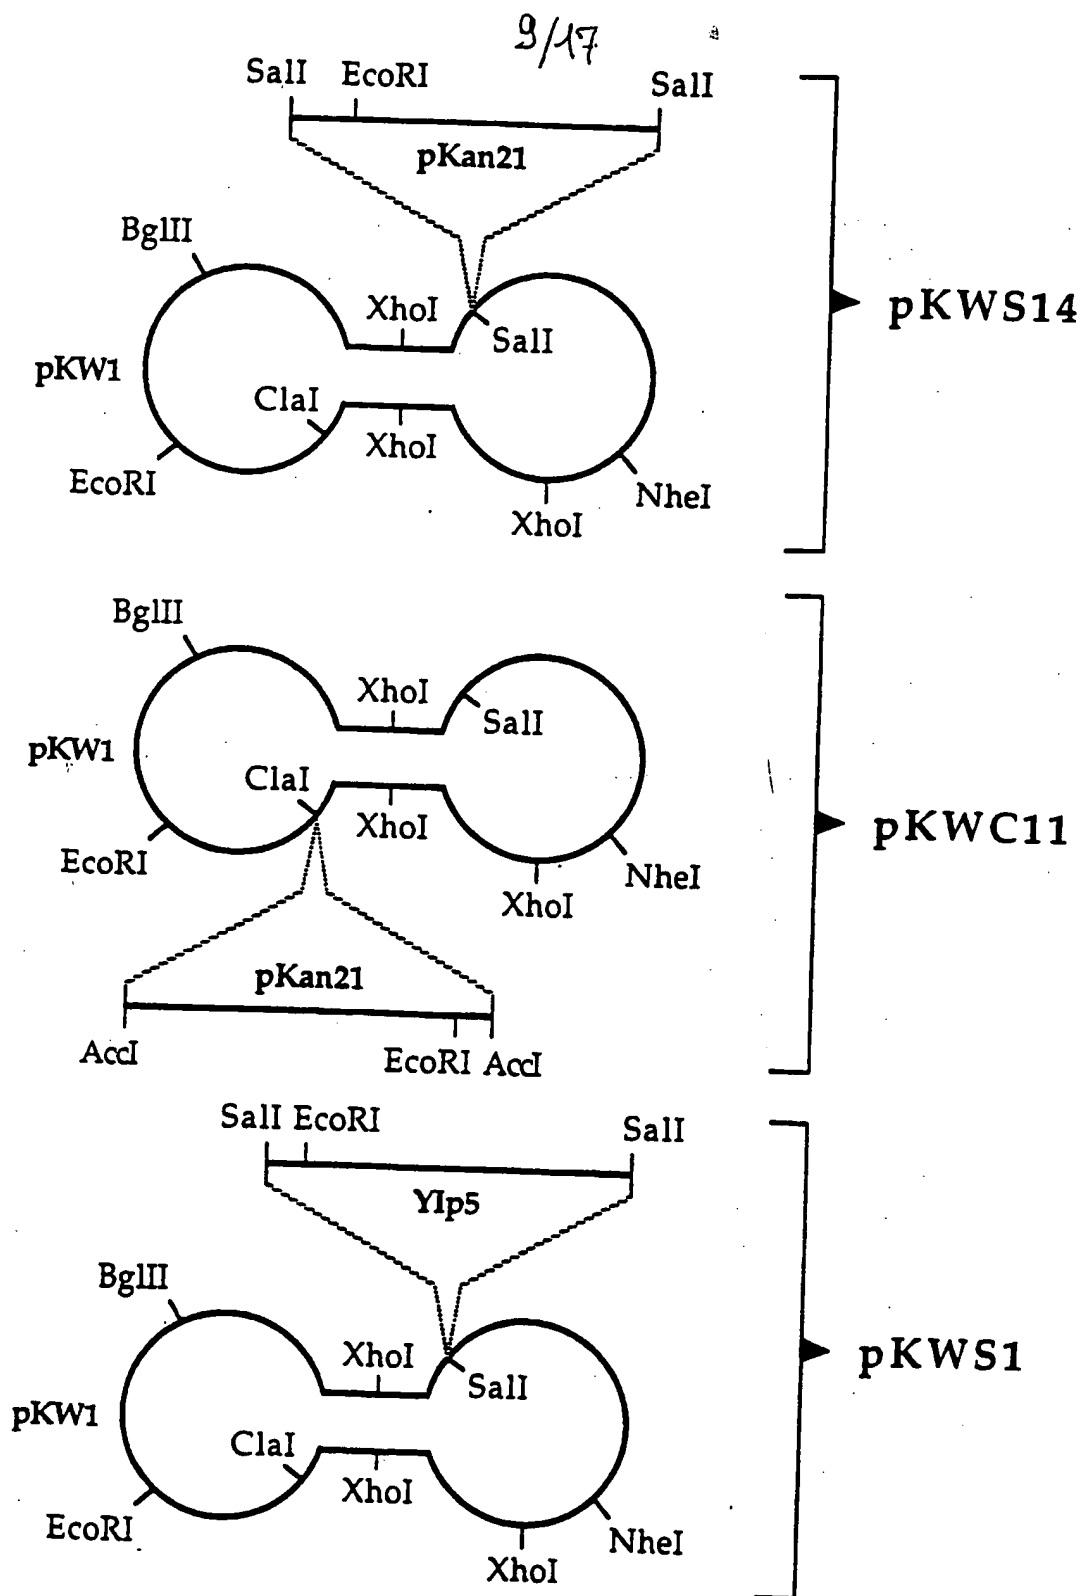 9/17
SalI EcoRI SalI
pKan21
BglII
XhoI
SalI
pKWS14
pKW1
ClaI
XhoI
EcoRI
NheI
XhoI
BglII
XhoI
SalI
pKW1
ClaI
XhoI
pKWC11
EcoRI
NheI
XhoI
pKan21
AccI EcoRI AccI
SalI EcoRI SalI
YIp5
BglII
XhoI
SalI
pKWS1
pKW1
ClaI
XhoI
EcoRI
NheI
XhoI